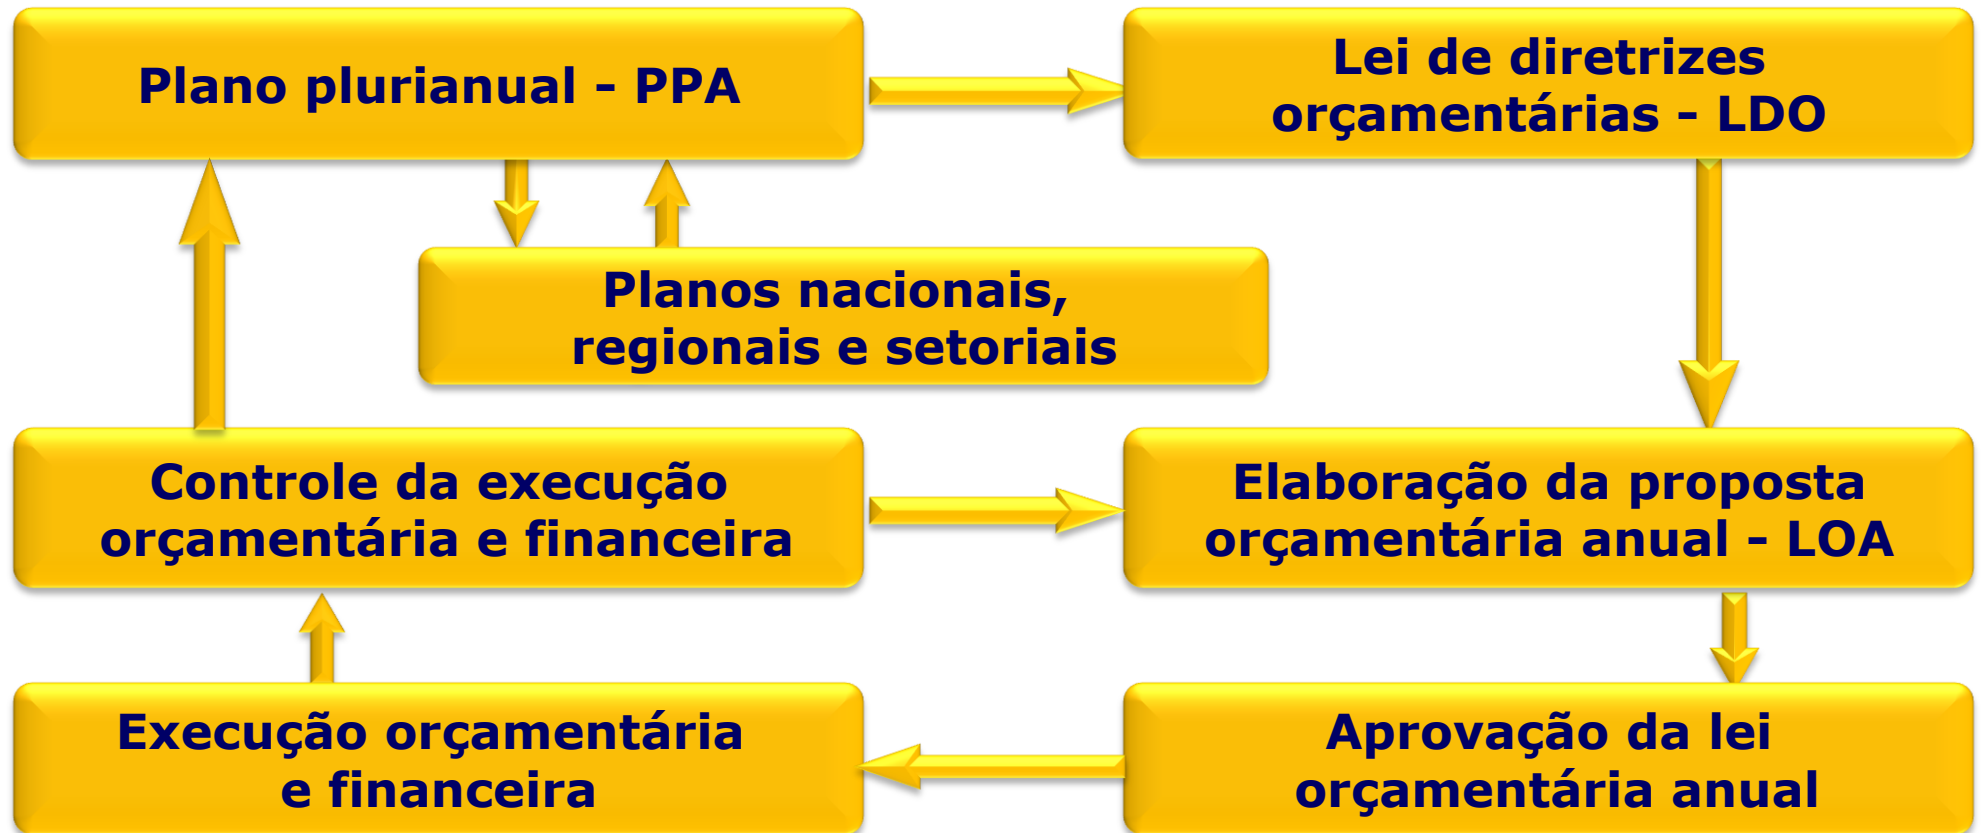 Plano plurianual - PPA
Lei de diretrizes
orçamentárias - LDO
Planos nacionais,
regionais e setoriais
Controle da execução
orçamentária e financeira
Elaboração da proposta
orçamentária anual - LOA
Execução orçamentária
e financeira
Aprovação da lei
orçamentária anual